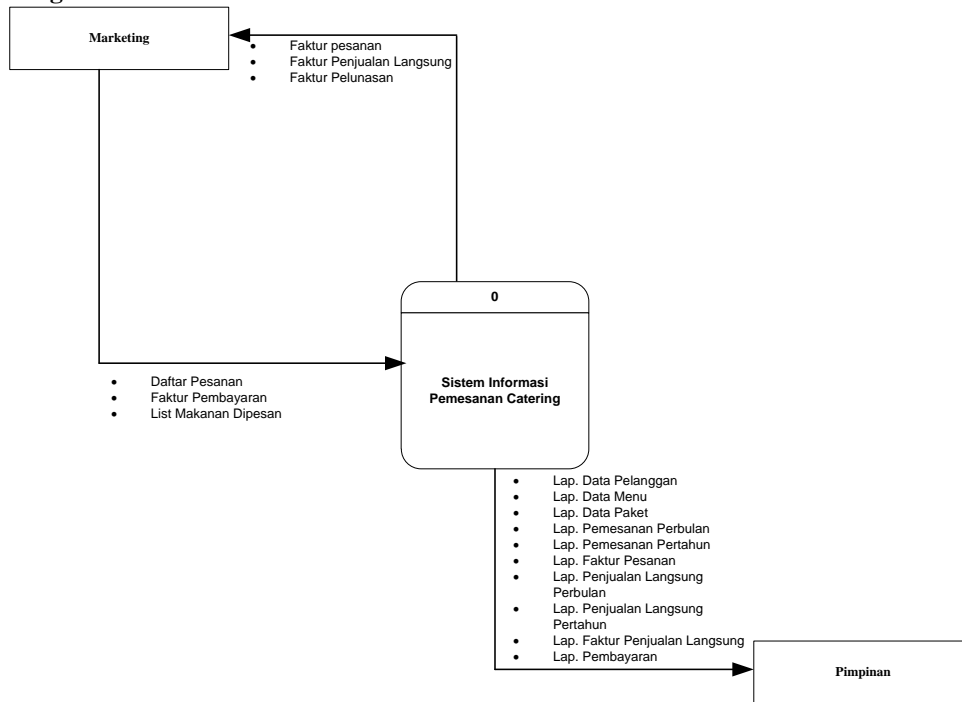 Marketing
• Faktur pesanan
• Faktur Penjualan Langsung
• Faktur Pelunasan
0
Sistem Informasi
Pemesanan Catering
• Daftar Pesanan
• Faktur Pembayaran
• List Makanan Dipesan
• Lap. Data Pelanggan
• Lap. Data Menu
• Lap. Data Paket
• Lap. Pemesanan Perbulan
• Lap. Pemesanan Pertahun
• Lap. Faktur Pesanan
• Lap. Penjualan Langsung
Perbulan
• Lap. Penjualan Langsung
Pertahun
• Lap. Faktur Penjualan Langsung
• Lap. Pembayaran
Pimpinan